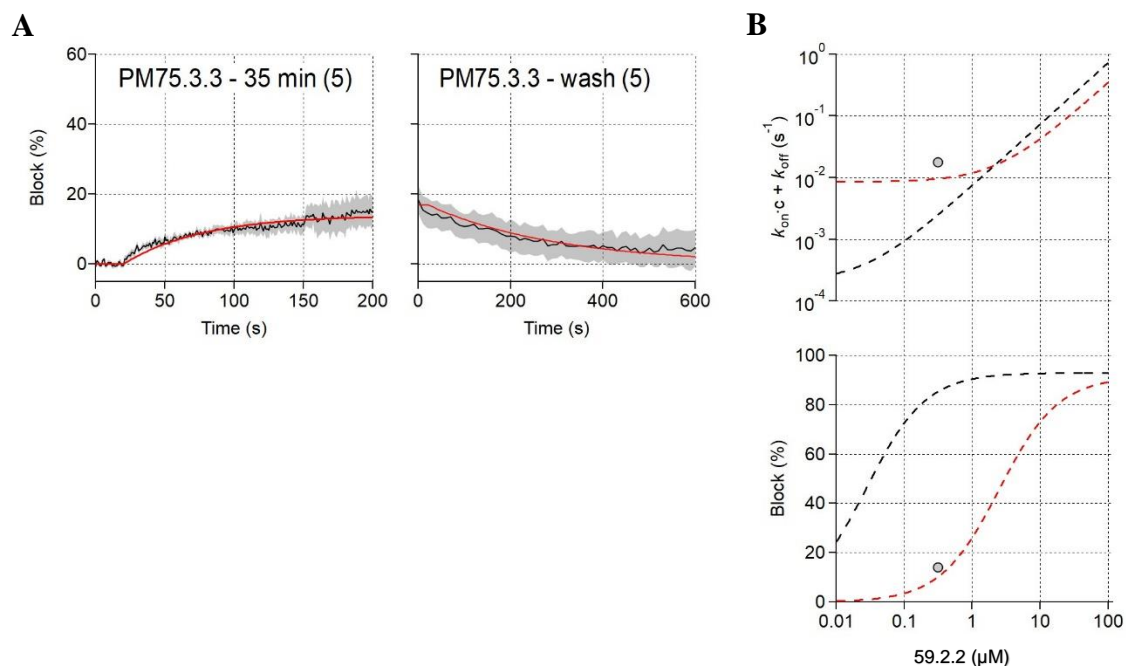 A
PM75.3.3 - 35 min (5)
PM75.3.3 - wash (5)
Block (%)
60
40
20
0
0 50 100 150 200
Time (s)
0 200 400 600
Time (s)
B
k_on·c + k_off (s⁻¹)
10⁰
10⁻¹
10⁻²
10⁻³
10⁻⁴
Block (%)
100
80
60
40
20
0
0.01 0.1 1 10 100
59.2.2 (µM)